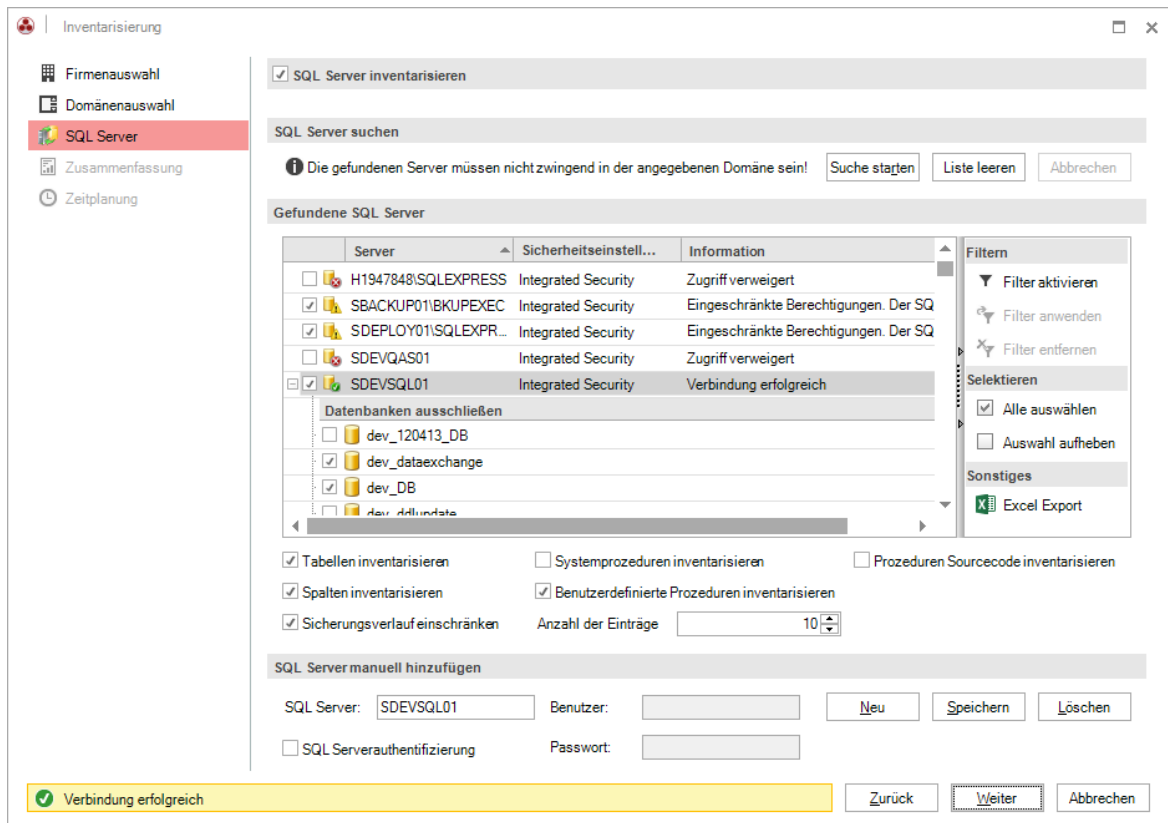 Inventarisierung
Firmenauswahl
Domänenauswahl
SQL Server
Zusammenfassung
Zeitplanung
SQL Server inventarisieren
SQL Server suchen
Die gefundenen Server müssen nicht zwingend in der angegebenen Domäne sein! Suche starten Liste leeren Abbrechen
Gefundene SQL Server
Server Sicherheitseinstell... Information
H1947848\SQLEXPRESS Integrated Security Zugriff verweigert
SBACKUP01\BKUPEXEC Integrated Security Eingeschränkte Berechtigungen. Der SQ
SDEPLOY01\SQLEXPR... Integrated Security Eingeschränkte Berechtigungen. Der SQ
SDEVQAS01 Integrated Security Zugriff verweigert
SDEVSQL01 Integrated Security Verbindung erfolgreich
Datenbanken ausschließen
dev_120413_DB
dev_dataexchange
dev_DB
dev_ddlupdate
Filtern
Filter aktivieren
Filter anwenden
Filter entfernen
Selektieren
Alle auswählen
Auswahl aufheben
Sonstiges
Excel Export
Tabellen inventarisieren Systemprozeduren inventarisieren Prozeduren Sourcecode inventarisieren
Spalten inventarisieren Benutzerdefinierte Prozeduren inventarisieren
Sicherungsverlauf einschränken Anzahl der Einträge 10
SQL Server manuell hinzufügen
SQL Server: SDEVSQL01 Benutzer: Neu Speichern Löschen
SQL Serverauthentifizierung Passwort:
Verbindung erfolgreich Zurück Weiter Abbrechen